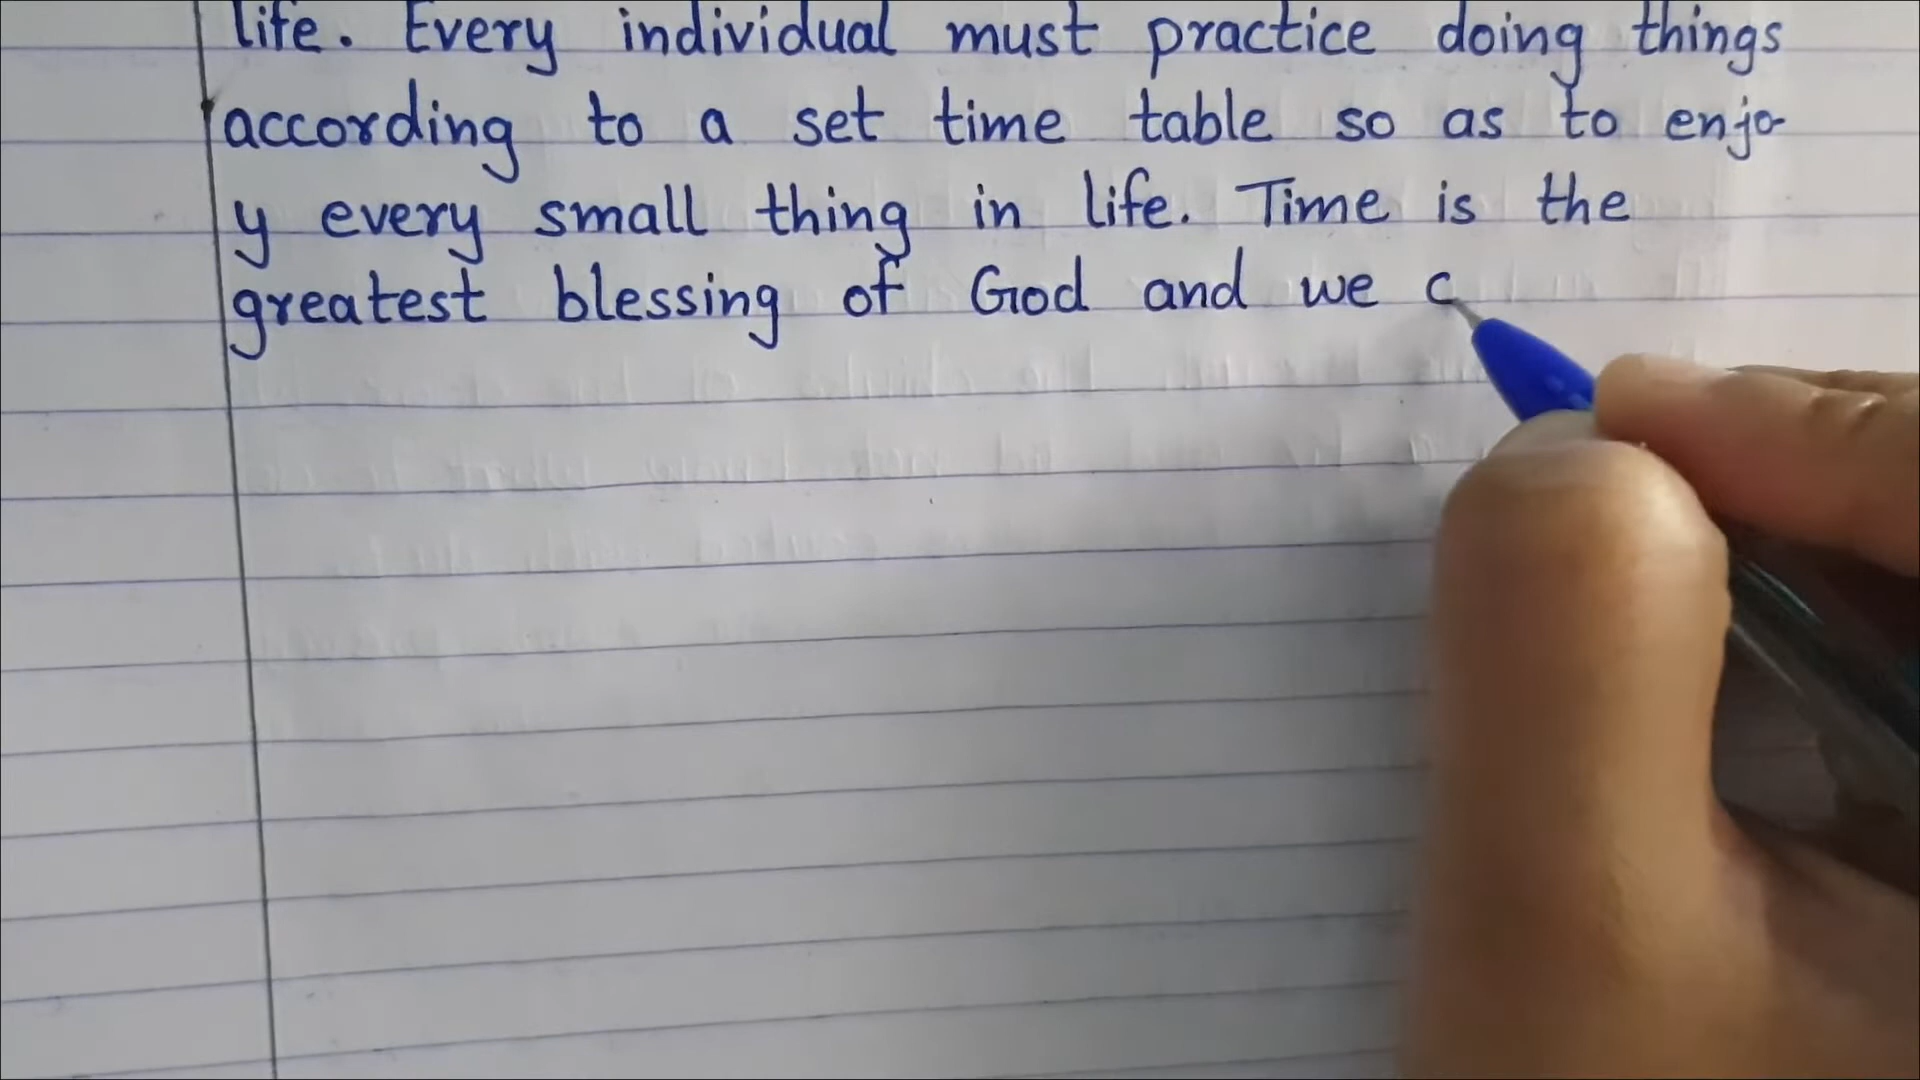 life. Every individual must practice doing things
according to a set time table so as to enjo-
y every small thing in life. Time is the
greatest blessing of God and we c